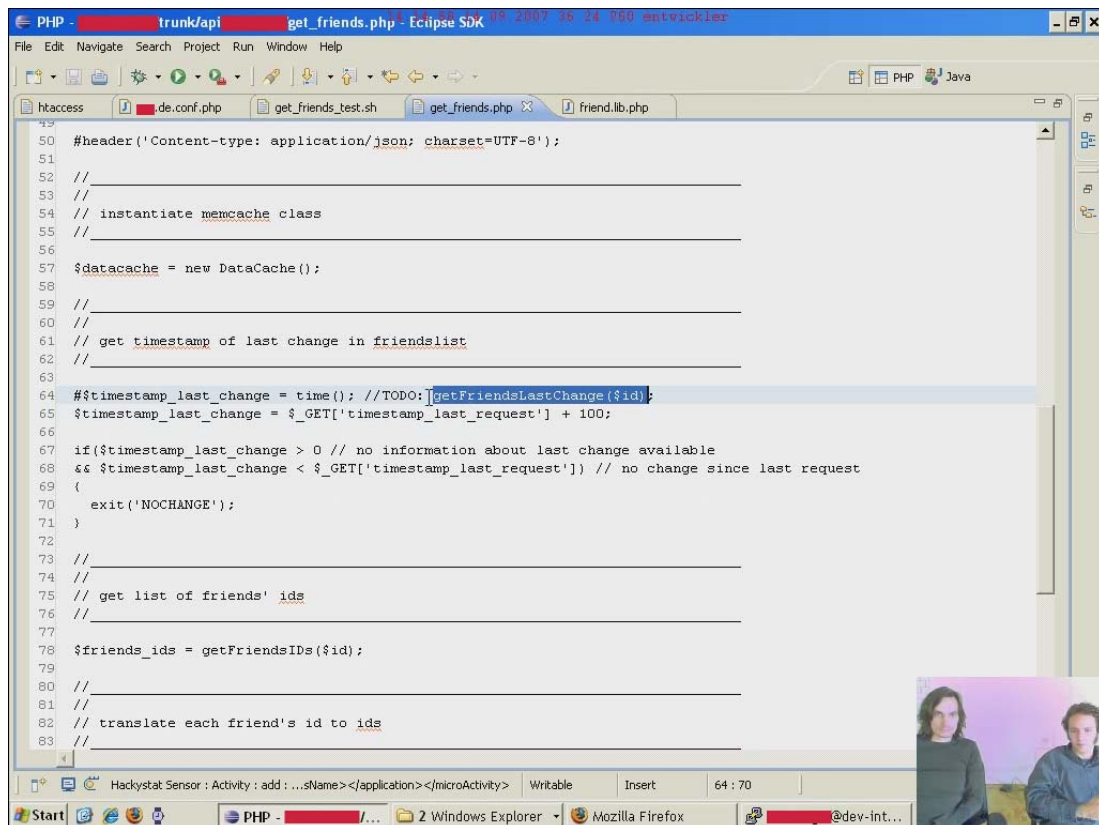 PHP - trunk/api get_friends.php - Eclipse SDK
2007 36 24 060 entwickler
File Edit Navigate Search Project Run Window Help
PHP Java
htaccess .de.conf.php get_friends_test.sh get_friends.php friend.lib.php
49
50 #header('Content-type: application/json; charset=UTF-8');
51
52 //
53 //
54 // instantiate memcache class
55 //
56
57 $datacache = new DataCache();
58
59 //
60 //
61 // get timestamp of last change in friendslist
62 //
63
64 #$timestamp_last_change = time(); //TODO: getFriendsLastChange($id);
65 $timestamp_last_change = $_GET['timestamp_last_request'] + 100;
66
67 if($timestamp_last_change > 0 // no information about last change available
68 && $timestamp_last_change < $_GET['timestamp_last_request']) // no change since last request
69 {
70 exit('NOCHANGE');
71 }
72
73 //
74 //
75 // get list of friends' ids
76 //
77
78 $friends_ids = getFriendsIDs($id);
79
80 //
81 //
82 // translate each friend's id to ids
83 //
Hackystat Sensor : Activity : add : ...sName></application></microActivity> Writable Insert 64 : 70
Start PHP - /... 2 Windows Explorer Mozilla Firefox @dev-int...